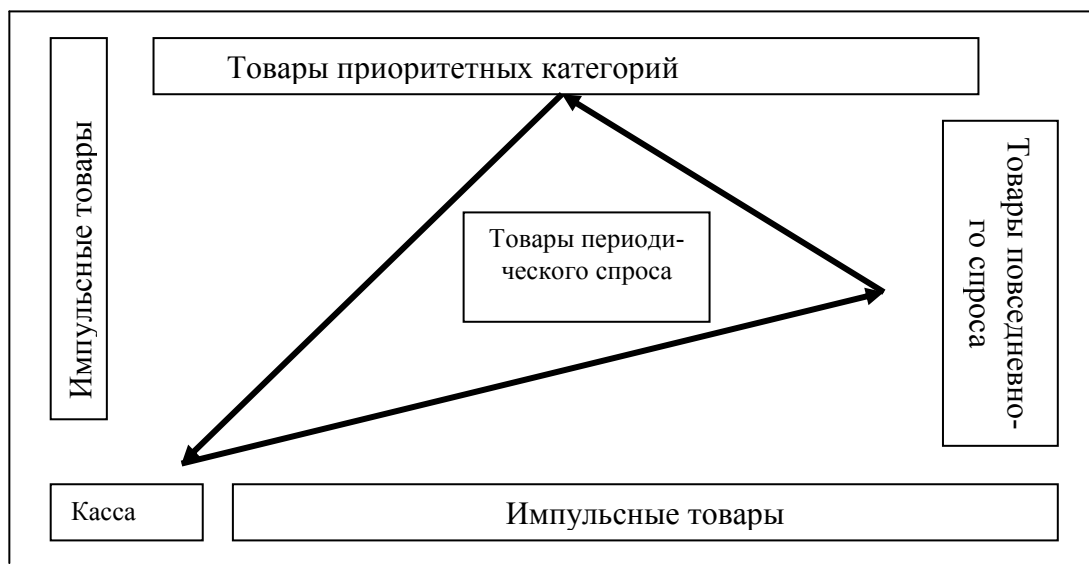 Товары приоритетных категорий
Импульсные товары
Товары повседневно-
го спроса
Товары периоди-
ческого спроса
Касса
Импульсные товары